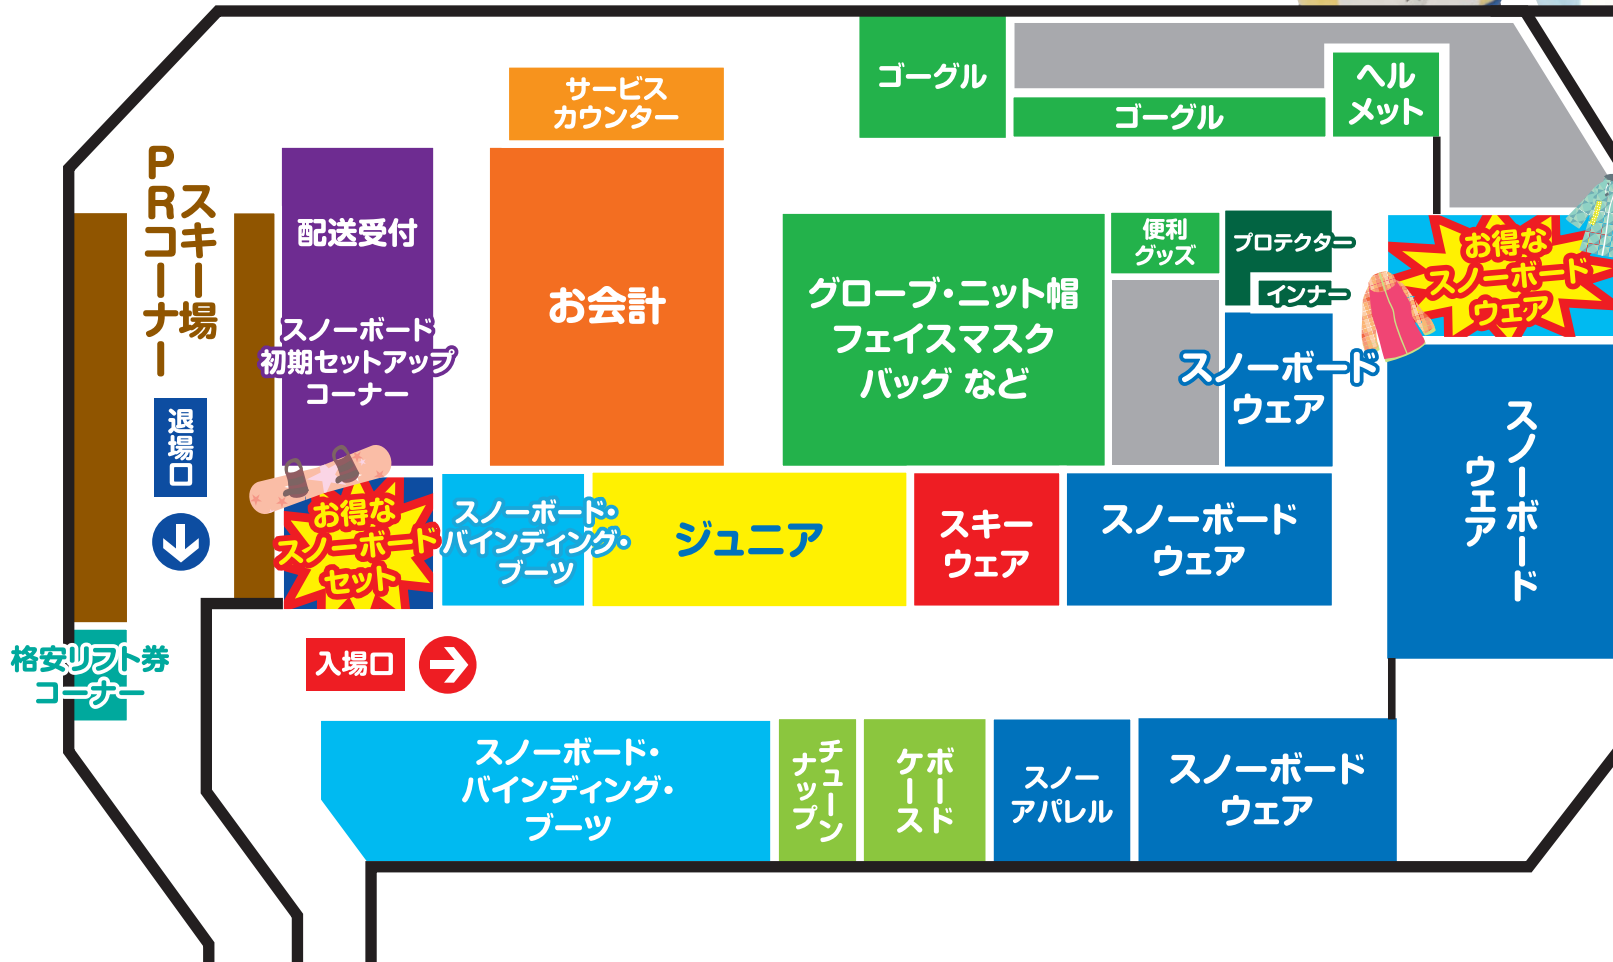 サービス
カウンター
ゴーグル
ゴーグル
ヘル
メット
スキー場
PRコーナー
配送受付
スノーボード
初期セットアップ
コーナー
お会計
グローブ・ニット帽
フェイスマスク
バッグ など
便利
グッズ
プロテクター
インナー
スノーボード
ウェア
お得な
スノーボード
ウェア
スノーボード
ウェア
退場口
お得な
スノーボード
セット
スノーボード・
バインディング・
ブーツ
ジュニア
スキー
ウェア
スノーボード
ウェア
格安リフト券
コーナー
入場口
スノーボード・
バインディング・
ブーツ
チューン
ナップ
ボード
ケース
スノー
アパレル
スノーボード
ウェア